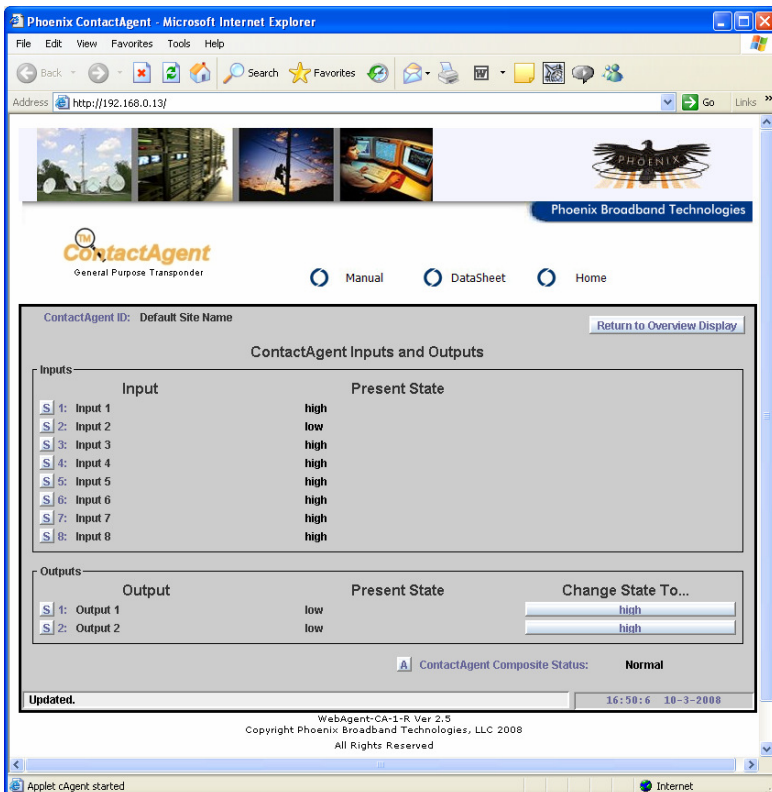 Phoenix ContactAgent - Microsoft Internet Explorer
File Edit View Favorites Tools Help
Back Search Favorites
Address http://192.168.0.13/ Go Links »
PHOENIX
Phoenix Broadband Technologies
TM
ContactAgent
General Purpose Transponder
Manual DataSheet Home
ContactAgent ID: Default Site Name
Return to Overview Display
ContactAgent Inputs and Outputs
Inputs
Input Present State
S 1: Input 1 high
S 2: Input 2 low
S 3: Input 3 high
S 4: Input 4 high
S 5: Input 5 high
S 6: Input 6 high
S 7: Input 7 high
S 8: Input 8 high
Outputs
Output Present State Change State To...
S 1: Output 1 low high
S 2: Output 2 low high
A ContactAgent Composite Status: Normal
Updated. 16:50:6 10-3-2008
WebAgent-CA-1-R Ver 2.5
Copyright Phoenix Broadband Technologies, LLC 2008
All Rights Reserved
Applet cAgent started Internet